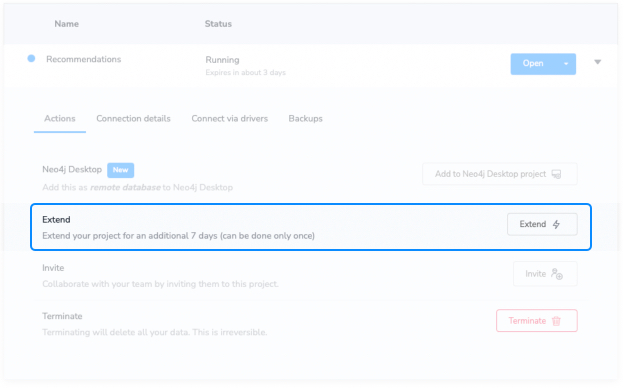 Name Status
Recommendations Running Open
Expires in about 3 days
Actions Connection details Connect via drivers Backups
Neo4j Desktop New Add to Neo4j Desktop project
Add this as remote database to Neo4j Desktop
Extend Extend
Extend your project for an additional 7 days (can be done only once)
Invite Invite
Collaborate with your team by inviting them to this project.
Terminate Terminate
Terminating will delete all your data. This is irreversible.